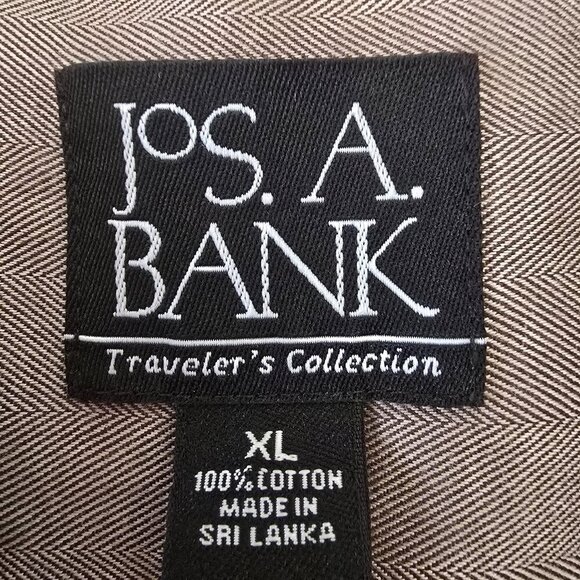 JOS. A.
BANK
Traveler's Collection
XL
100% COTTON
MADE IN
SRI LANKA